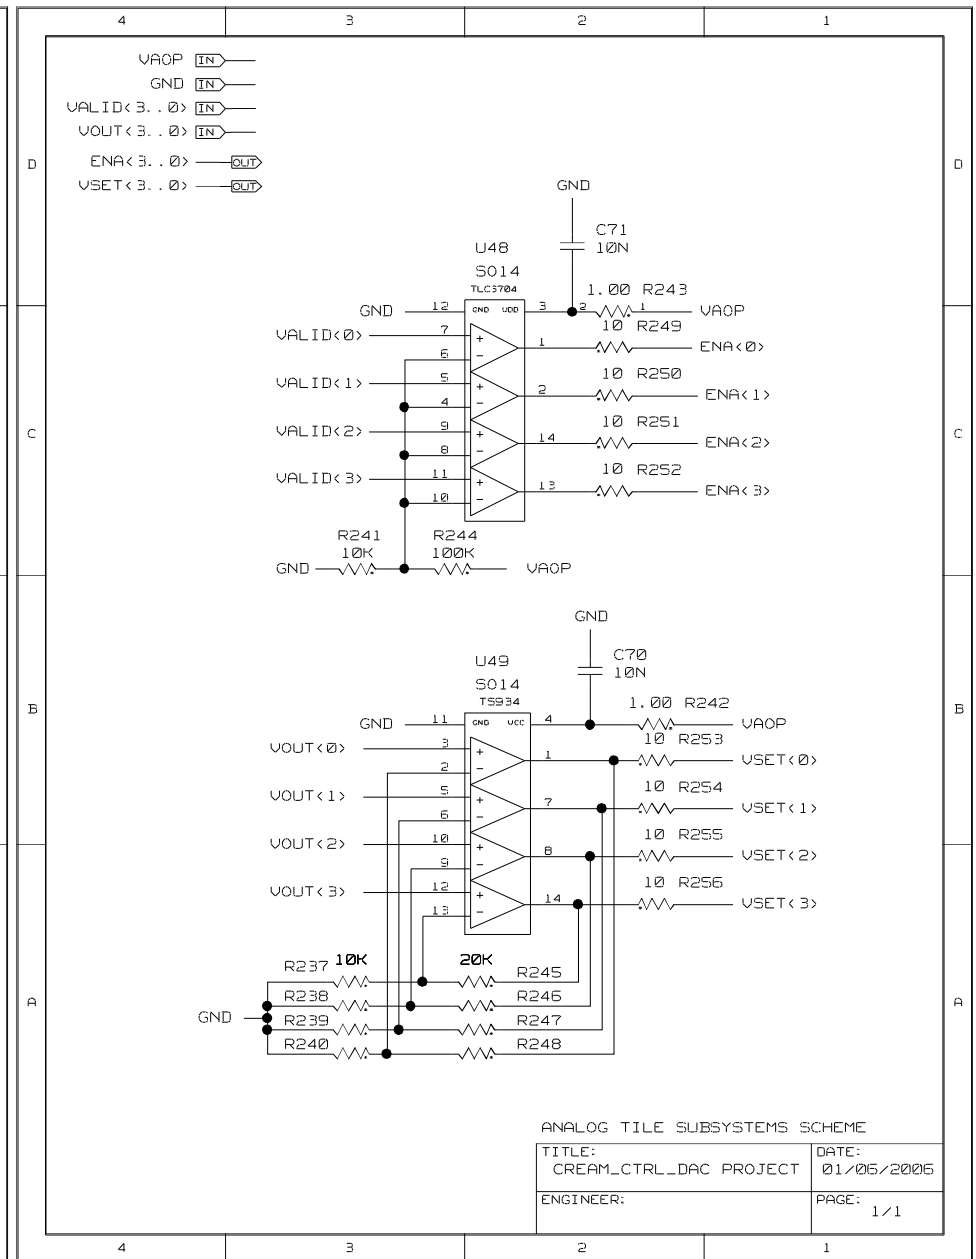 4 3 2 1
VAOP IN
GND IN
VALID<3..0> IN
VOUT<3..0> IN
D ENA<3..0> OUT D
VSET<3..0> OUT
GND
C71
10N
U48
SO14
TLC3704
1.00 R243
GND 12 GND VDD 3 2 1 VAOP
VALID<0> 7 + 10 R249
6 - 1 ENA<0>
VALID<1> 5 + 10 R250
4 - 2 ENA<1>
C VALID<2> 9 + 10 R251 C
8 - 14 ENA<2>
VALID<3> 11 + 10 R252
10 - 13 ENA<3>
R241 R244
10K 100K
GND VAOP
GND
C70
10N
U49
SO14
TS934
B 1.00 R242 B
GND 11 GND VCC 4 VAOP
VOUT<0> 3 + 10 R253
2 - 1 VSET<0>
VOUT<1> 5 + 10 R254
6 - 7 VSET<1>
VOUT<2> 10 + 10 R255
9 - 8 VSET<2>
VOUT<3> 12 + 10 R256
13 - 14 VSET<3>
R237 10K 20K R245
A R238 R246 A
GND R239 R247
R240 R248
ANALOG TILE SUBSYSTEMS SCHEME
TITLE: DATE:
CREAM_CTRL_DAC PROJECT 01/06/2006
ENGINEER: PAGE:
1/1
4 3 2 1